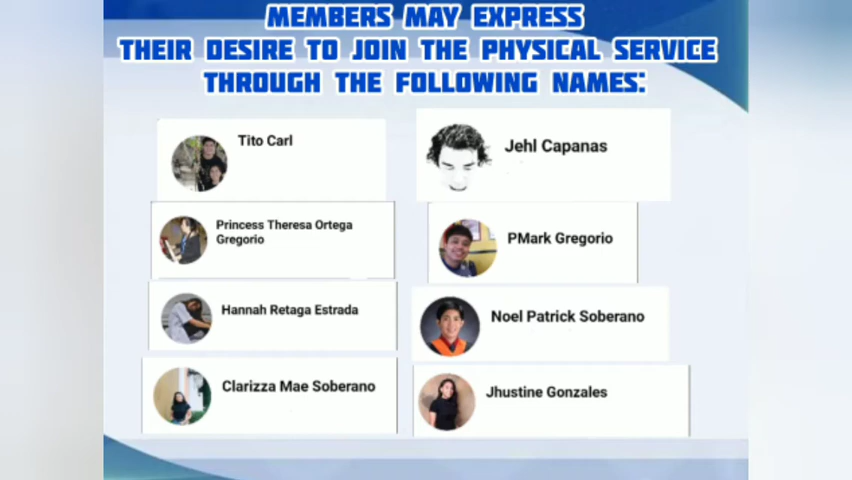 MEMBERS MAY EXPRESS
THEIR DESIRE TO JOIN THE PHYSICAL SERVICE
THROUGH THE FOLLOWING NAMES:
Tito Carl
Jehl Capanas
Princess Theresa Ortega
Gregorio
PMark Gregorio
Hannah Retaga Estrada
Noel Patrick Soberano
Clarizza Mae Soberano
Jhustine Gonzales